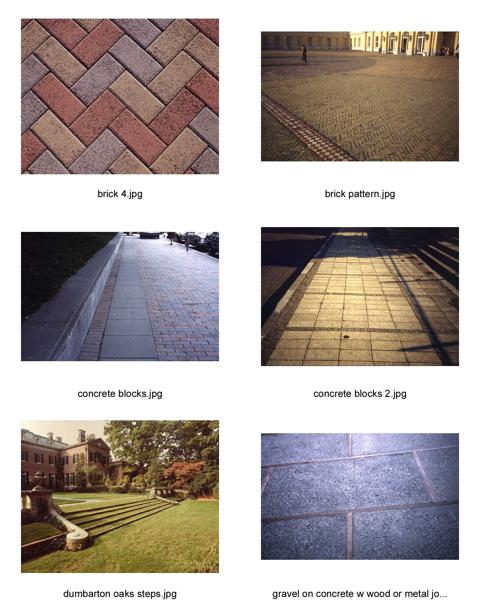 brick 4.jpg
brick pattern.jpg
concrete blocks.jpg
concrete blocks 2.jpg
dumbarton oaks steps.jpg
gravel on concrete w wood or metal jo...